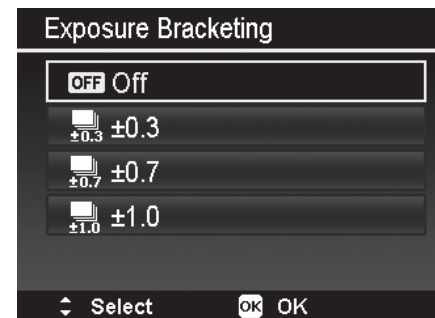 Exposure Bracketing
OFF Off
±0.3 ±0.3
±0.7 ±0.7
±1.0 ±1.0
Select OK OK